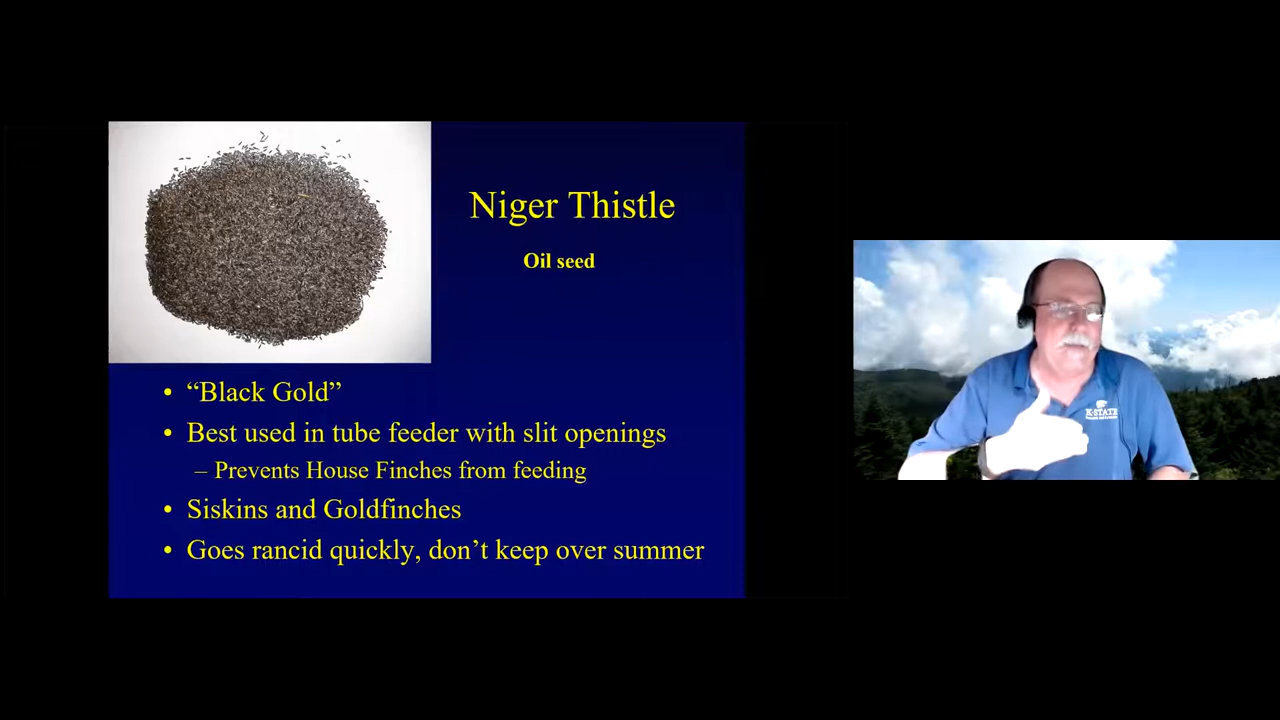 Niger Thistle
Oil seed
• “Black Gold”
• Best used in tube feeder with slit openings
– Prevents House Finches from feeding
• Siskins and Goldfinches
• Goes rancid quickly, don’t keep over summer
K-STATE